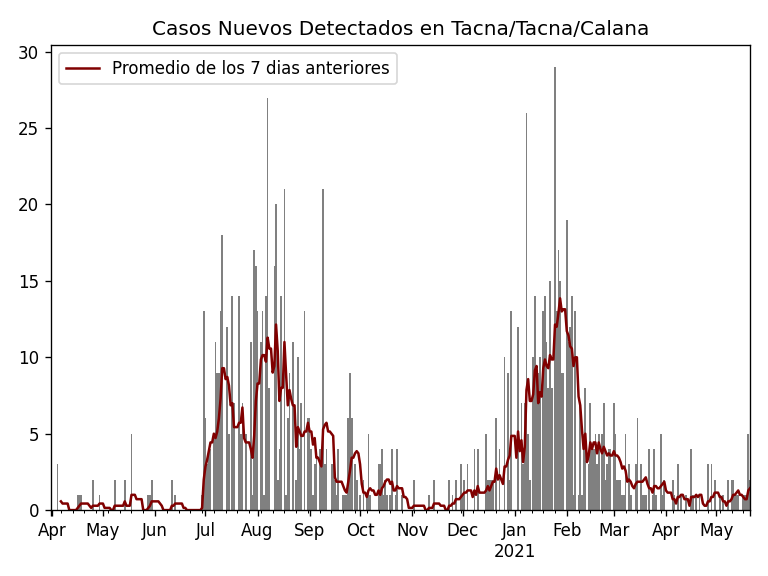 Casos Nuevos Detectados en Tacna/Tacna/Calana
Promedio de los 7 dias anteriores
30
25
20
15
10
5
0
Apr May Jun Jul Aug Sep Oct Nov Dec Jan Feb Mar Apr May
2021